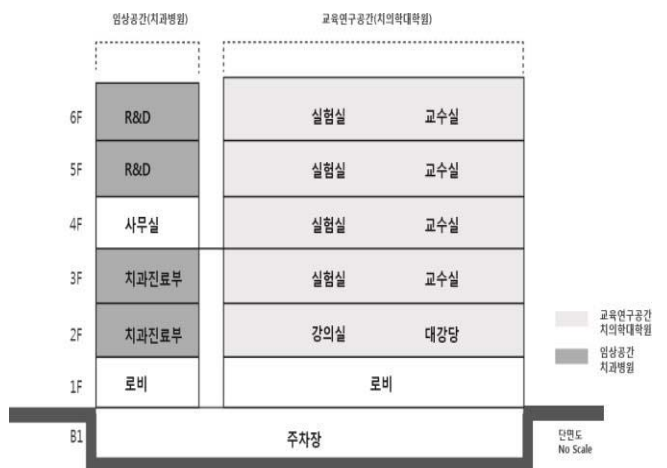 임상공간(치과병원) 교육연구공간(치의학대학원)
6F R&D 실험실 교수실
5F R&D 실험실 교수실
4F 사무실 실험실 교수실
3F 치과진료부 실험실 교수실
2F 치과진료부 강의실 대강당
1F 로비 로비
B1 주차장
교육연구공간
치의학대학원
임상공간
치과병원
단면도
No Scale